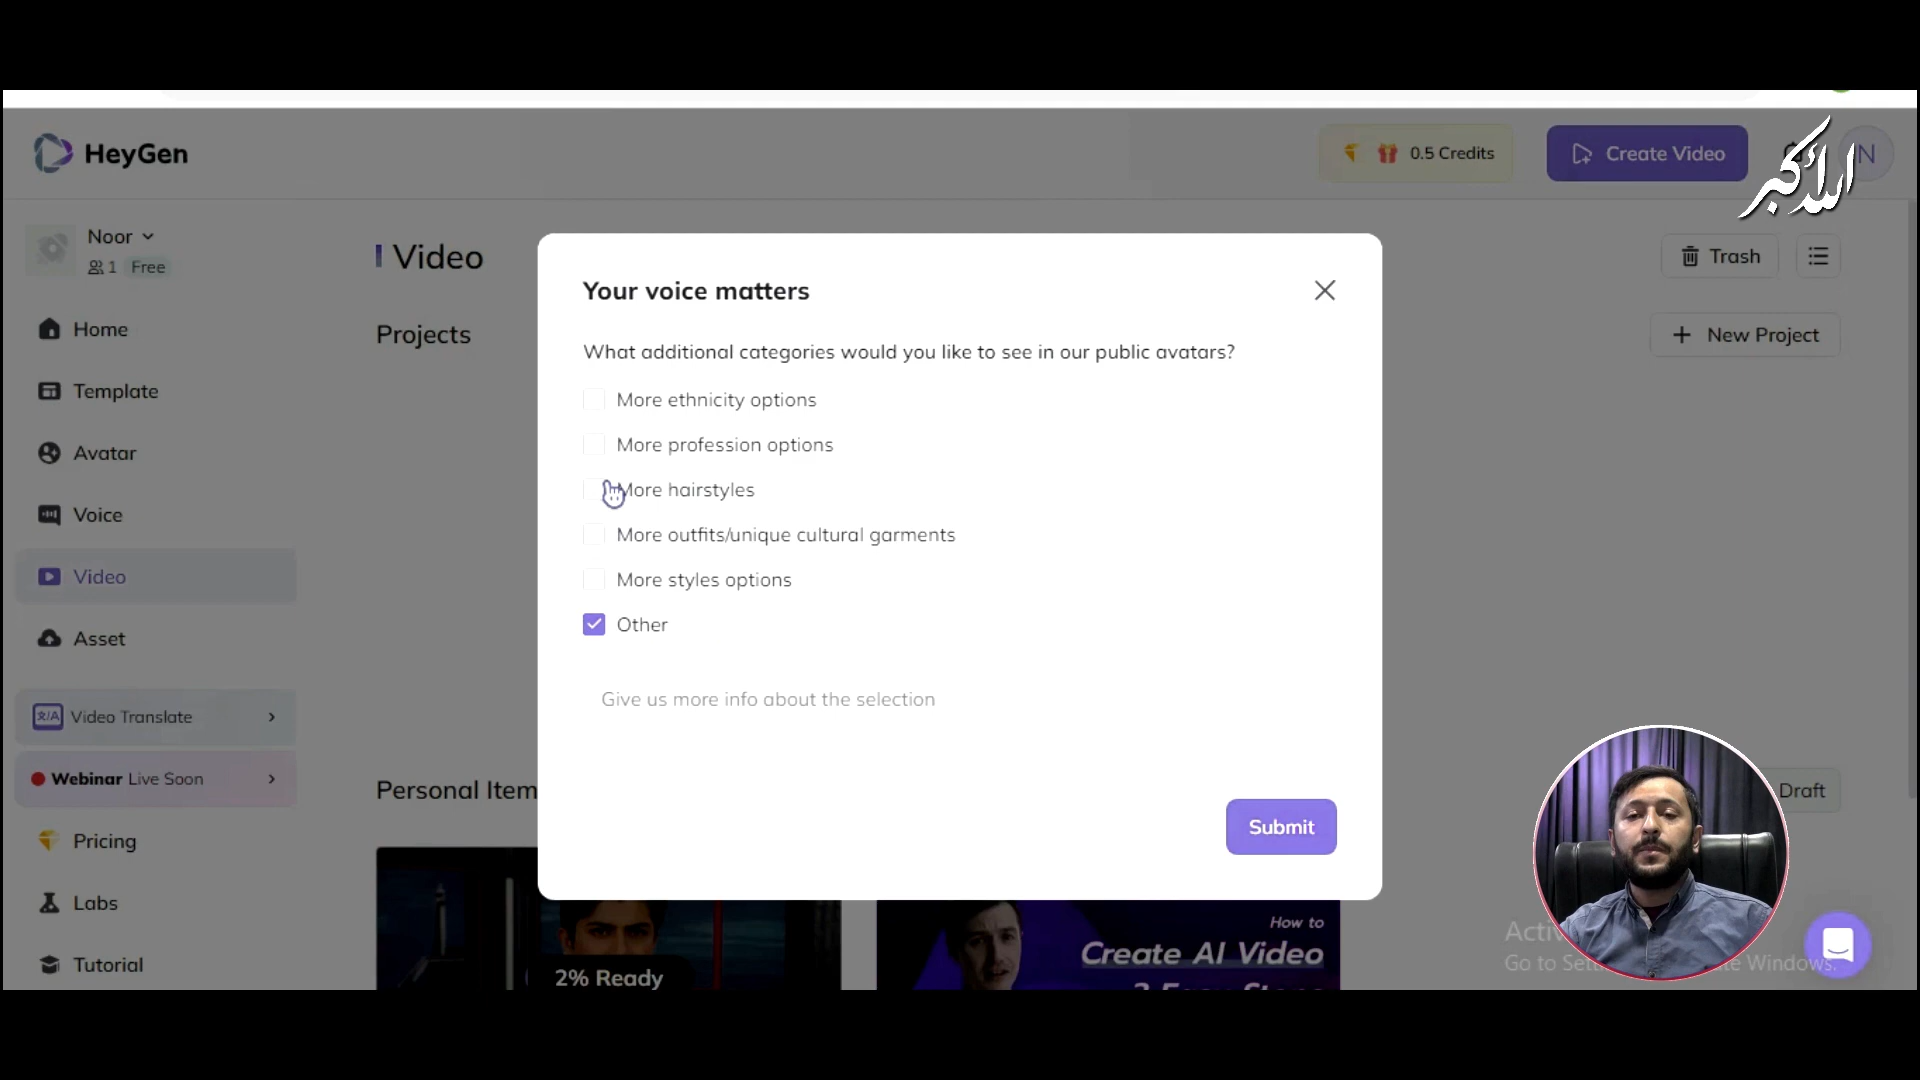 HeyGen
0.5 Credits
Create Video
N
الله اکبر
Noor
1 Free
Video
Trash
Projects
New Project
Home
Template
Avatar
Voice
Video
Asset
Video Translate
Webinar Live Soon
Pricing
Labs
Tutorial
Your voice matters
What additional categories would you like to see in our public avatars?
More ethnicity options
More profession options
More hairstyles
More outfits/unique cultural garments
More styles options
Other
Give us more info about the selection
Submit
Personal Item
Draft
2% Ready
How to
Create AI Video
Go to
Windows.